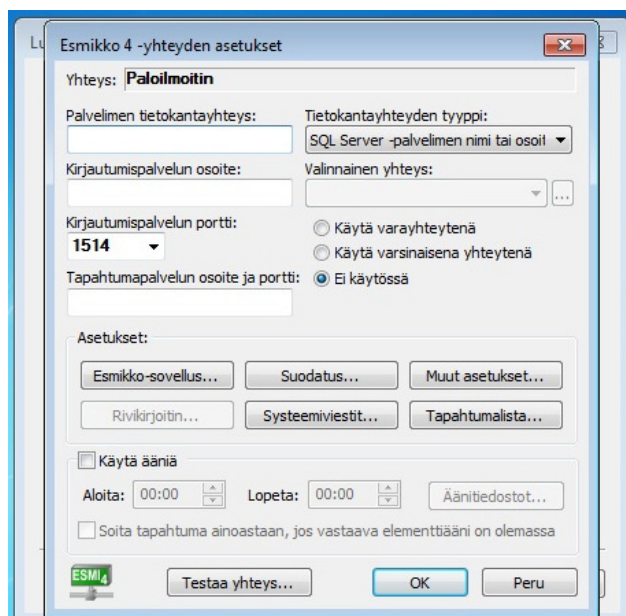 Lu
Esmikko 4 -yhteyden asetukset
Yhteys: Paloilmoitin
Palvelimen tietokantayhteys:
Tietokantayhteyden tyyppi:
SQL Server -palvelimen nimi tai osoit
Kirjautumispalvelun osoite:
Valinnainen yhteys:
...
Kirjautumispalvelun portti:
1514
Käytä varayhteytenä
Käytä varsinaisena yhteytenä
Tapahtumapalvelun osoite ja portti:
Ei käytössä
Asetukset:
Esmikko-sovellus... Suodatus... Muut asetukset...
Rivikirjoitin... Systeemiviestit... Tapahtumalista...
Käytä ääniä
Aloita: 00:00 Lopeta: 00:00 Äänitiedostot...
Soita tapahtuma ainoastaan, jos vastaava elementtiääni on olemassa
ESMI 4
Testaa yhteys... OK Peru